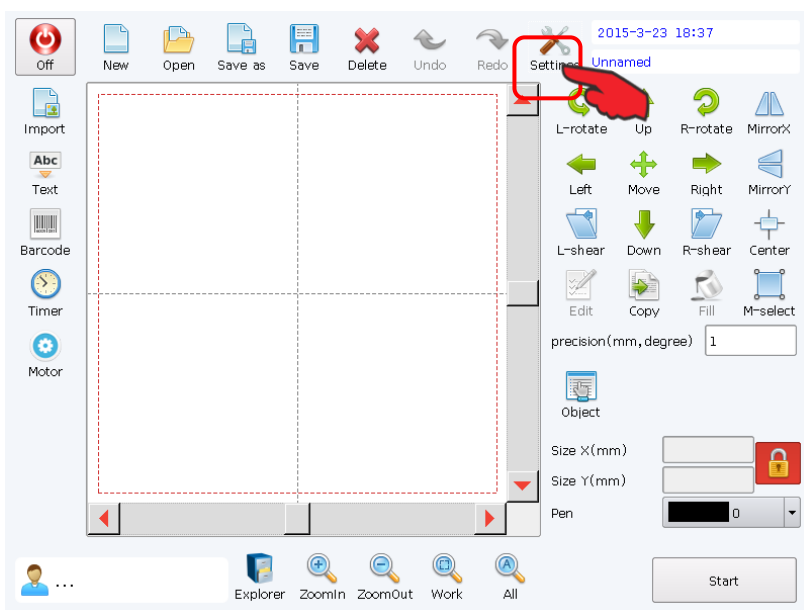 2015-3-23 18:37
Off New Open Save as Save Delete Undo Redo Settings Unnamed
Import L-rotate Up R-rotate MirrorX
Abc
Text Left Move Right MirrorY
Barcode L-shear Down R-shear Center
Timer Edit Copy Fill M-select
precision(mm,degree) 1
Motor
Object
Size X(mm)
Size Y(mm)
Pen 0
...
Explorer ZoomIn ZoomOut Work All
A
Start